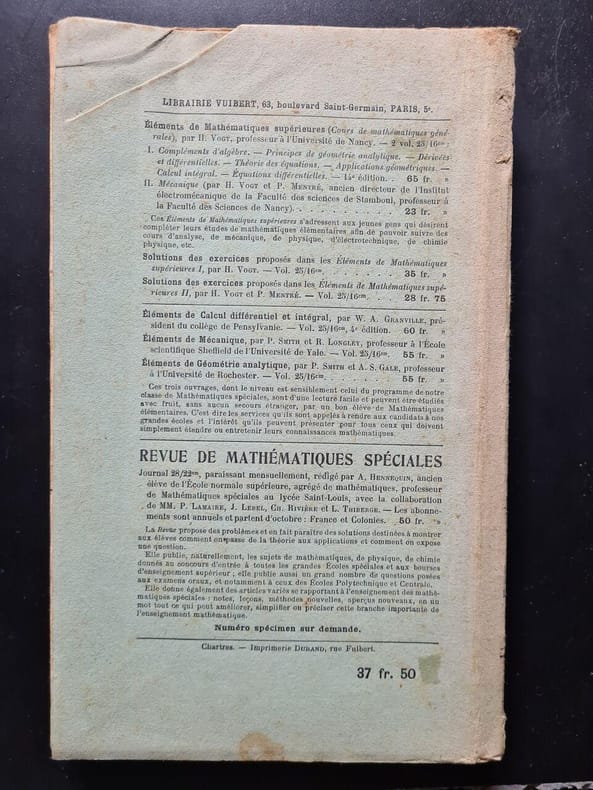 LIBRAIRIE VUIBERT, 63, boulevard Saint-Germain, PARIS, 5e.
Éléments de Mathématiques supérieures (Cours de mathématiques géné-
rales), par H. VOGT, professeur à l'Université de Nancy. — 2 vol. 25/16cm :
I. Compléments d'algèbre. — Principes de géométrie analytique. — Dérivées
et différentielles. — Théorie des équations. — Applications géométriques. —
Calcul intégral. — Équations différentielles. — 14e édition. . 65 fr. »
II. Mécanique (par H. VOGT et P. MENTRÉ, ancien directeur de l'Institut
électromécanique de la Faculté des sciences de Stamboul, professeur à
la Faculté des Sciences de Nancy). . . . . . . . . . . 23 fr. »
Ces Éléments de Mathématiques supérieures s'adressent aux jeunes gens qui désirent
compléter leurs études de mathématiques élémentaires afin de pouvoir suivre des
cours d'analyse, de mécanique, de physique, d'électrotechnique, de chimie
physique, etc.
Solutions des exercices proposés dans les Éléments de Mathématiques
supérieures I, par H. VOGT. — Vol. 25/16cm. . . . . . . . 35 fr. »
Solutions des exercices proposés dans les Éléments de Mathématiques supé-
rieures II, par H. VOGT et P. MENTRÉ. — Vol. 25/16cm. . . . 28 fr. 75
Éléments de Calcul différentiel et intégral, par W. A. GRANVILLE, pré-
sident du collège de Pensylvanie. — Vol. 25/16cm, 4e édition. 60 fr. »
Éléments de Mécanique, par P. SMITH et R. LONGLEY, professeur à l'École
scientifique Sheffield de l'Université de Yale. — Vol. 25/16cm. 55 fr. »
Éléments de Géométrie analytique, par P. SMITH et A. S. GALE, professeur
à l'Université de Rochester. — Vol. 25/16cm. . . . . . . . 55 fr. »
Ces trois ouvrages, dont le niveau est sensiblement celui du programme de notre
classe de Mathématiques spéciales, sont d'une lecture facile et peuvent être étudiés
avec fruit, sans aucun secours étranger, par un bon élève de Mathématiques
élémentaires. C'est dire les services qu'ils sont appelés à rendre aux candidats à nos
grandes écoles et l'intérêt qu'ils peuvent présenter pour tous ceux qui doivent
simplement étendre ou entretenir leurs connaissances mathématiques.
REVUE DE MATHÉMATIQUES SPÉCIALES
Journal 28/22cm, paraissant mensuellement, rédigé par A. HENNEQUIN, ancien
élève de l'École normale supérieure, agrégé de mathématiques, professeur
de Mathématiques spéciales au lycée Saint-Louis, avec la collaboration
de MM. P. LAMAIRE, J. LEBEL, CH. RIVIÈRE et L. THIBERGE. — Les abonne-
ments sont annuels et partent d'octobre : France et Colonies. . 50 fr. »
La Revue propose des problèmes et en fait paraître des solutions destinées à montrer
aux élèves comment on passe de la théorie aux applications et comment on expose
une question.
Elle publie, naturellement, les sujets de mathématiques, de physique, de chimie
donnés au concours d'entrée à toutes les grandes Écoles spéciales et aux bourses
d'enseignement supérieur ; elle publie aussi un grand nombre de questions posées
aux examens oraux, et notamment à ceux des Écoles Polytechnique et Centrale.
Elle donne également des articles variés se rapportant à l'enseignement des mathé-
matiques spéciales : notes, leçons, méthodes nouvelles, aperçus nouveaux, en un
mot tout ce qui peut améliorer, simplifier ou préciser cette branche importante de
l'enseignement mathématique.
Numéro spécimen sur demande.
Chartres. — Imprimerie DURAND, rue Fulbert.
37 fr. 50